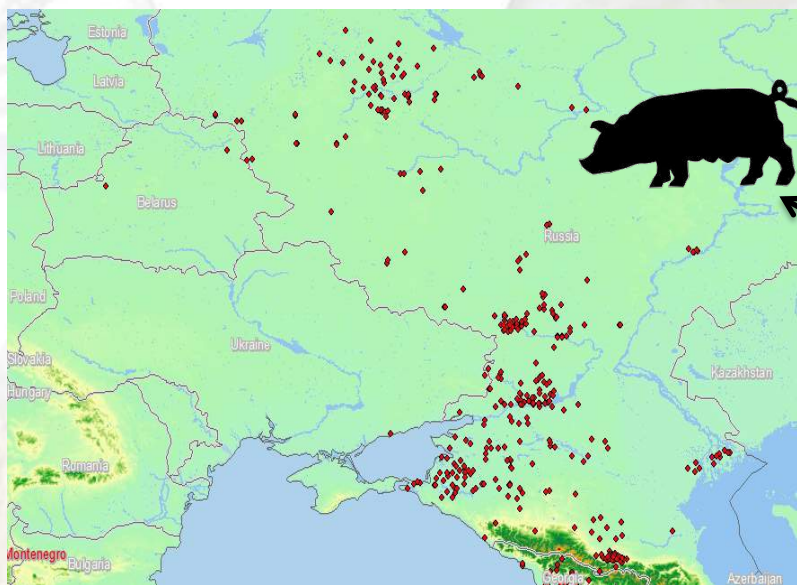 Estonia
Latvia
Lithuania
Belarus
Russia
Poland
Ukraine
Slovakia
Kazakhstan
Hungary
Romania
Montenegro
Bulgaria
Georgia
Azerbaijan